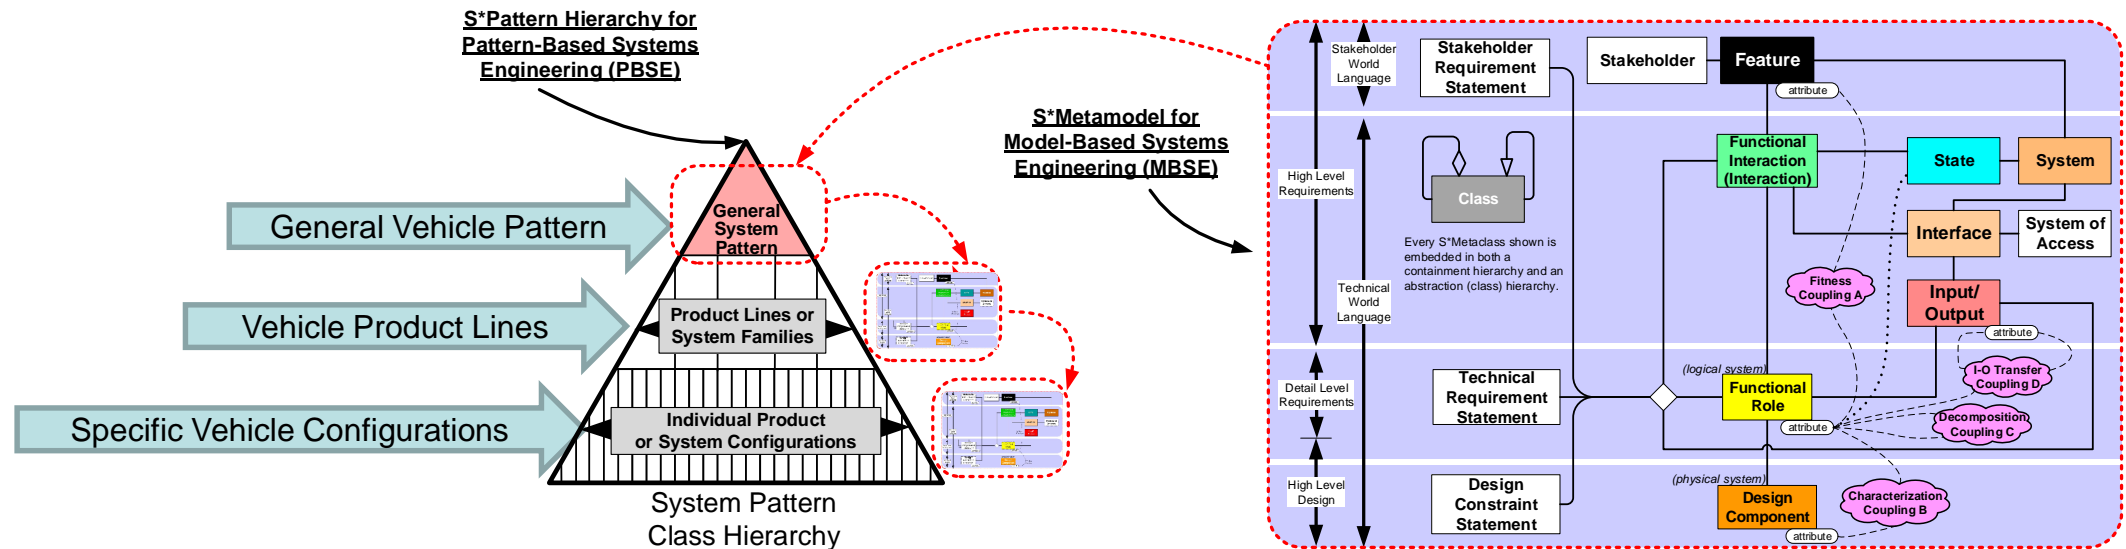 S*Pattern Hierarchy for
Pattern-Based Systems
Engineering (PBSE)
General Vehicle Pattern
Vehicle Product Lines
Specific Vehicle Configurations
General
System
Pattern
Product Lines or
System Families
Individual Product
or System Configurations
System Pattern
Class Hierarchy
S*Metamodel for
Model-Based Systems
Engineering (MBSE)
Stakeholder
World
Language
High Level
Requirements
Technical
World
Language
Detail Level
Requirements
High Level
Design
Stakeholder
Requirement
Statement
Stakeholder
Feature
attribute
Class
Every S*Metaclass shown is
embedded in both a
containment hierarchy and an
abstraction (class) hierarchy.
Functional
Interaction
(Interaction)
State
System
Interface
System of
Access
Fitness
Coupling A
Input/
Output
attribute
I-O Transfer
Coupling D
Technical
Requirement
Statement
(logical system)
Functional
Role
attribute
Decomposition
Coupling C
Design
Constraint
Statement
(physical system)
Design
Component
attribute
Characterization
Coupling B